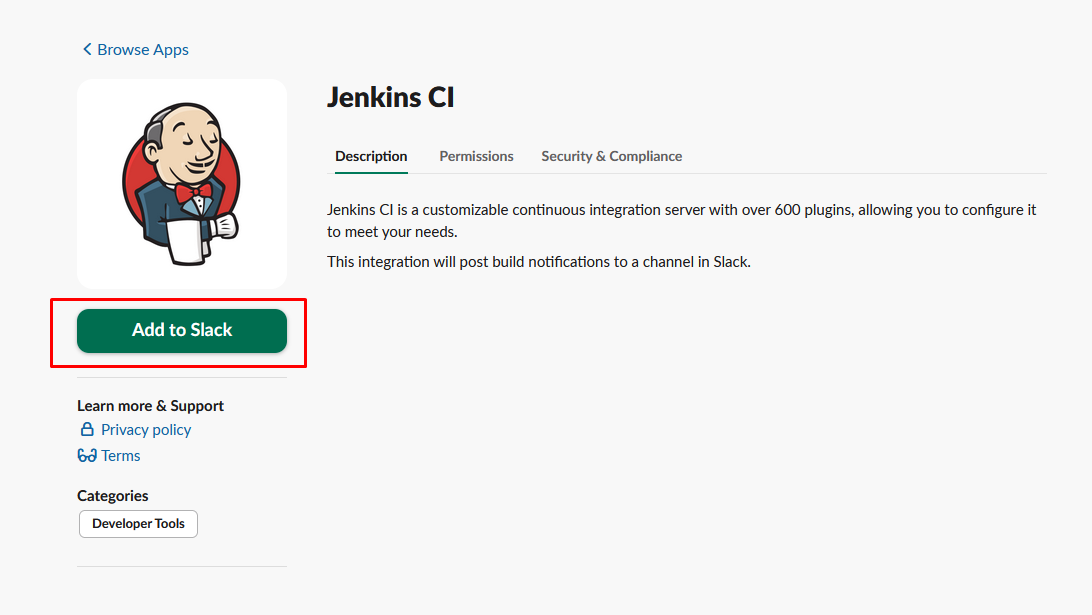 Browse Apps
Jenkins CI
Description Permissions Security & Compliance
Jenkins CI is a customizable continuous integration server with over 600 plugins, allowing you to configure it
to meet your needs.
This integration will post build notifications to a channel in Slack.
Add to Slack
Learn more & Support
Privacy policy
Terms
Categories
Developer Tools